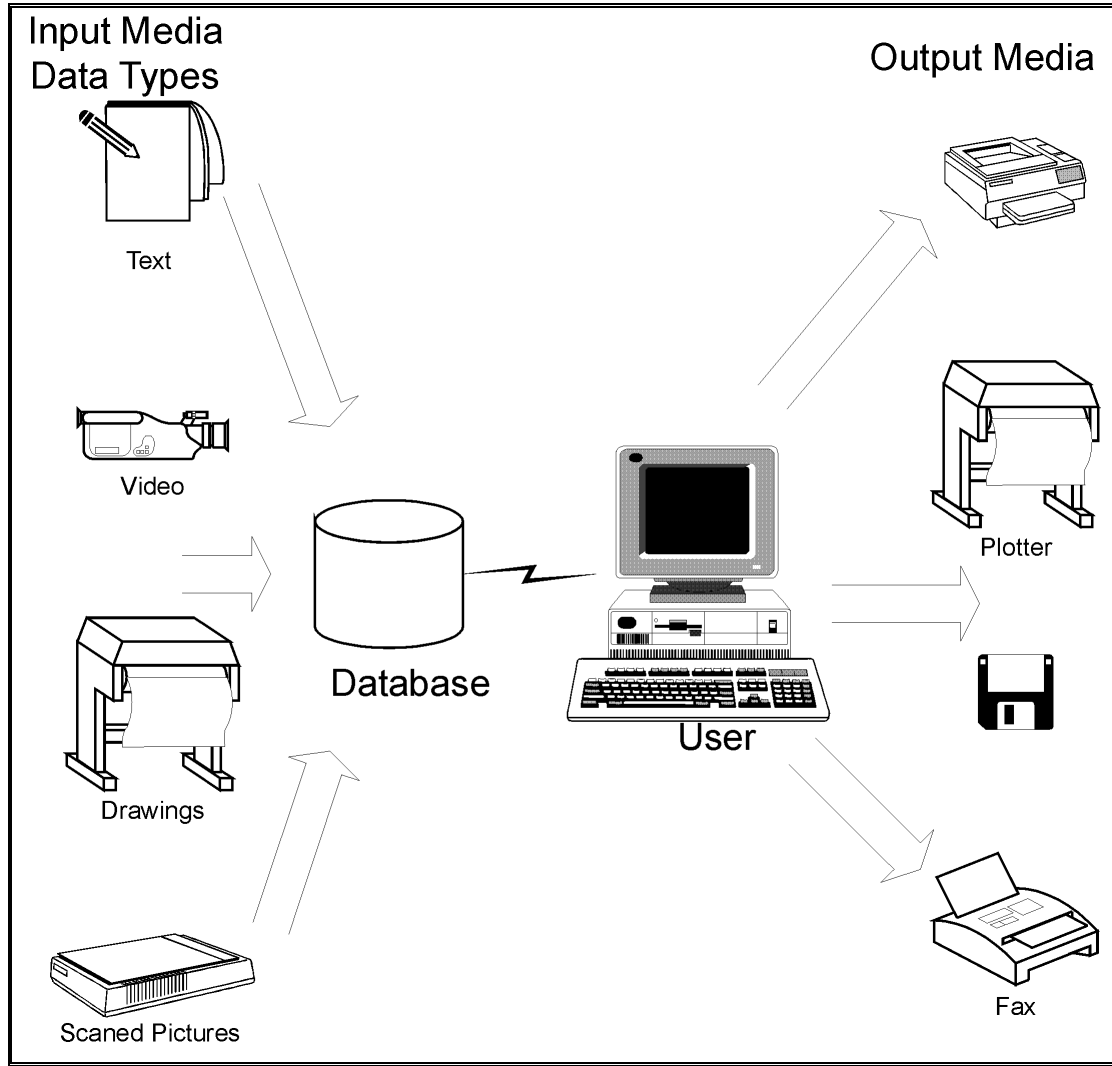 Input Media
Data Types
Output Media
Text
Video
Plotter
Database
User
Drawings
Scaned Pictures
Fax